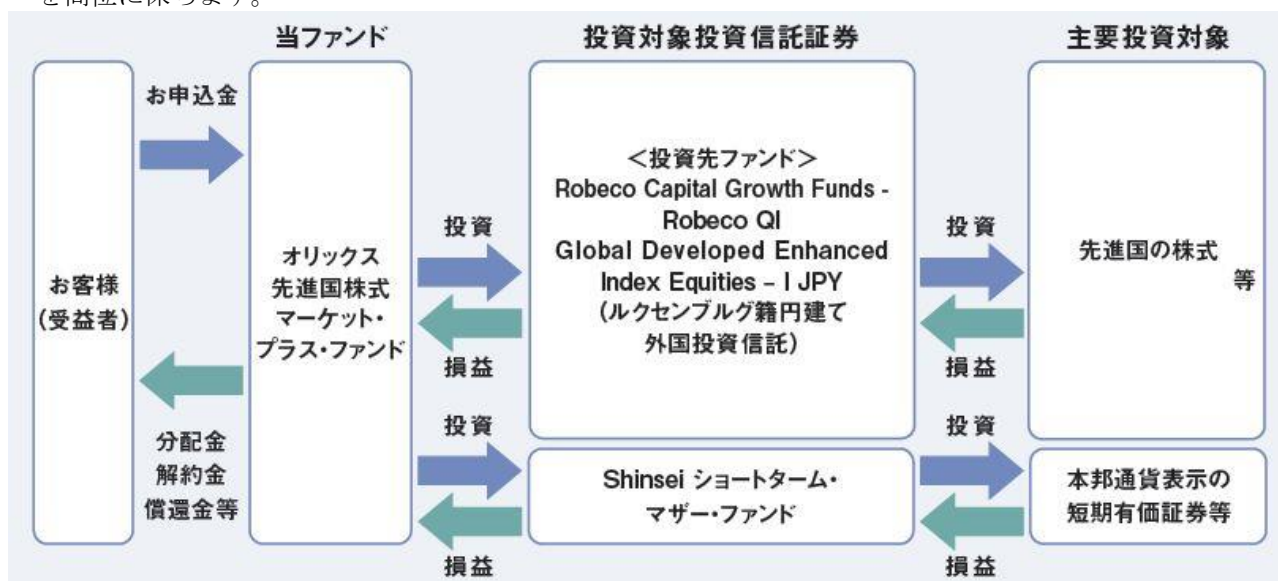 を高位に保ちます。
当ファンド
投資対象投資信託証券
主要投資対象
お客様
(受益者)
お申込金
分配金
解約金
償還金等
オリックス
先進国株式
マーケット・
プラス・ファンド
投資
損益
投資
損益
<投資先ファンド>
Robeco Capital Growth Funds -
Robeco QI
Global Developed Enhanced
Index Equities – I JPY
(ルクセンブルグ籍円建て
外国投資信託)
Shinsei ショートターム・
マザー・ファンド
投資
損益
投資
損益
先進国の株式
等
本邦通貨表示の
短期有価証券等